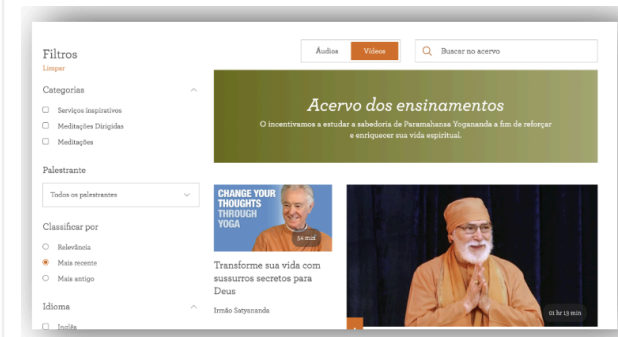 Filtros
Limpar
Categorias
Serviços inspirativos
Meditações Dirigidas
Meditações
Palestrante
Todos os palestrantes
Classificar por
Relevância
Mais recente
Mais antigo
Idioma
Inglês
Áudios
Vídeos
Buscar no acervo
Acervo dos ensinamentos
O incentivamos a estudar a sabedoria de Paramahansa Yogananda a fim de reforçar
e enriquecer sua vida espiritual.
CHANGE YOUR
THOUGHTS
THROUGH
YOGA
54 min
Transforme sua vida com
sussurros secretos para
Deus
Irmão Satyananda
01 hr 13 min